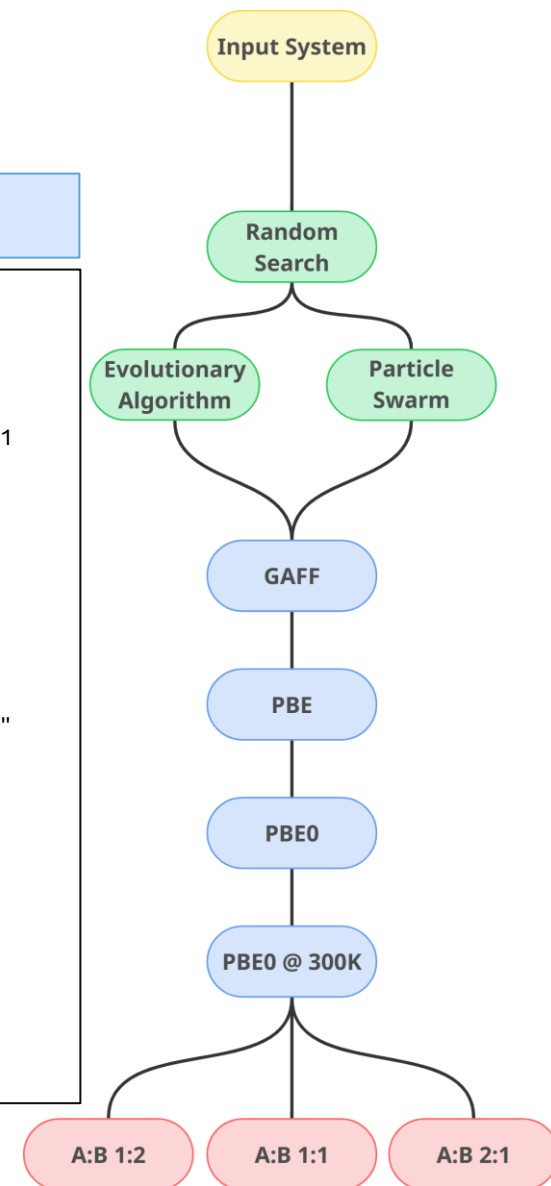 Input System
Random
Search
Evolutionary
Algorithm
Particle
Swarm
1
GAFF
PBE
"
PBE0
PBE0 @ 300K
A:B 1:2
A:B 1:1
A:B 2:1